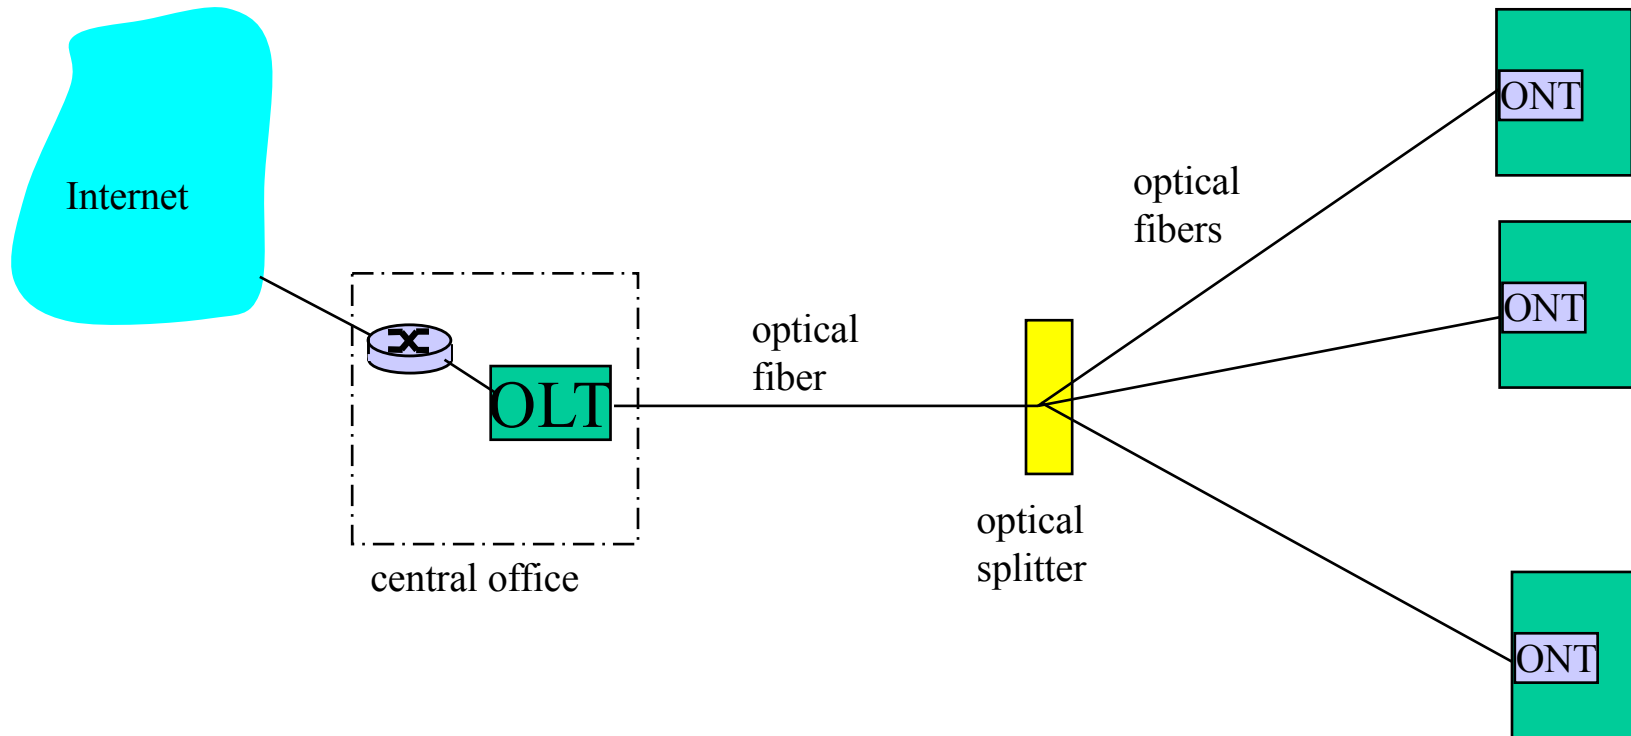 Internet
central office
OLT
optical
fiber
optical
splitter
optical
fibers
ONT
ONT
ONT